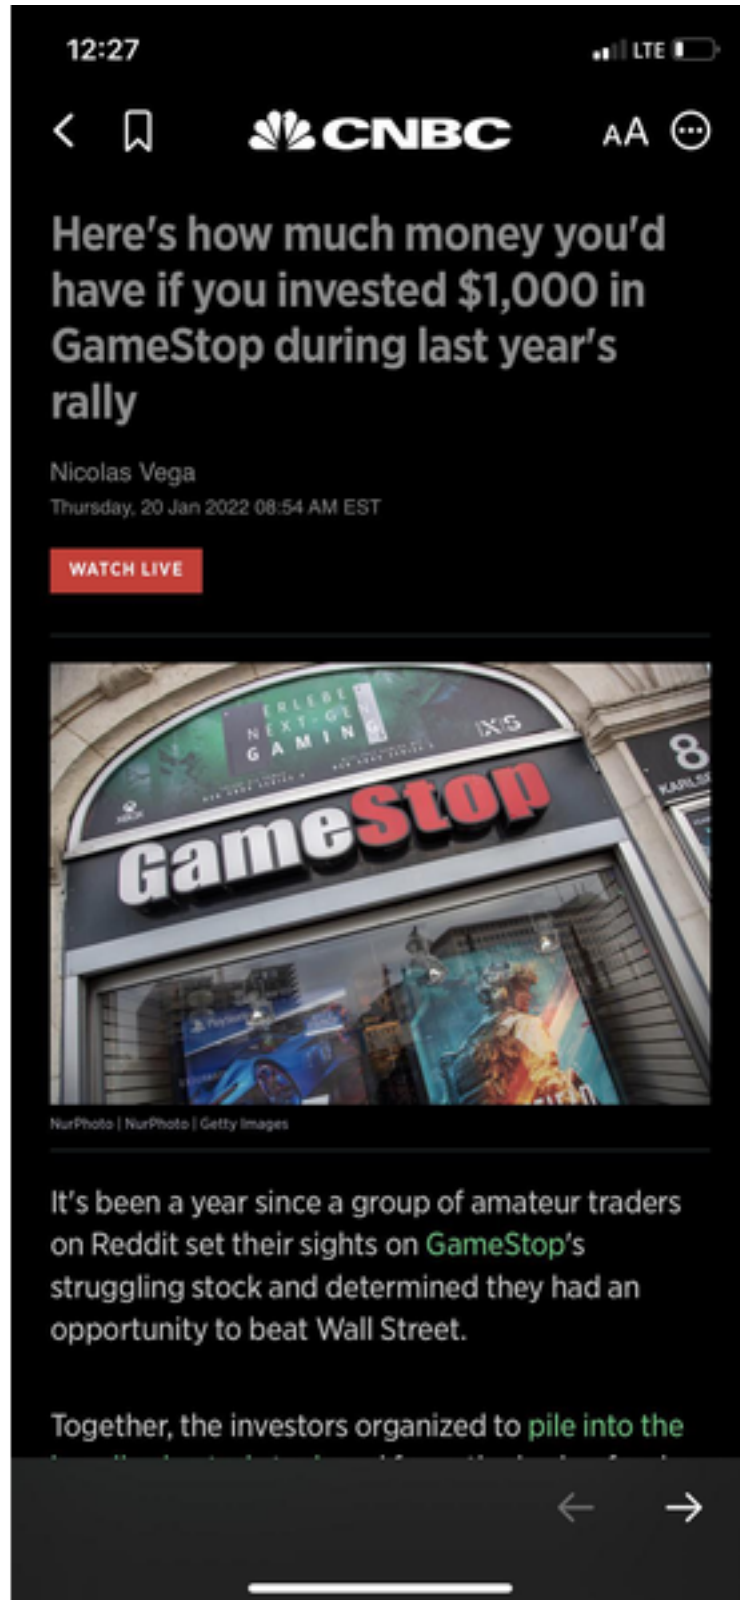 12:27
LTE
CNBC
AA
Here's how much money you'd
have if you invested $1,000 in
GameStop during last year's
rally
Nicolas Vega
Thursday, 20 Jan 2022 08:54 AM EST
WATCH LIVE
ERLEBE
NEXT-GEN
GAMING
X|S
XBOX
8
GameStop
PlayStation
NurPhoto | NurPhoto | Getty Images
It's been a year since a group of amateur traders
on Reddit set their sights on GameStop's
struggling stock and determined they had an
opportunity to beat Wall Street.
Together, the investors organized to pile into the